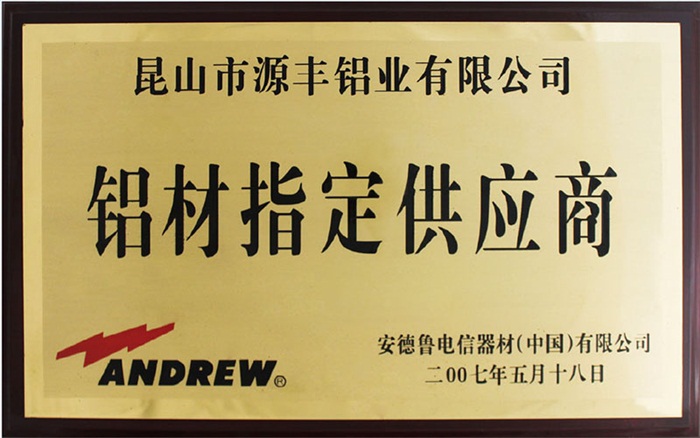 昆山市源丰铝业有限公司
铝材指定供应商
ANDREW®
安德鲁电信器材(中国)有限公司
二00七年五月十八日